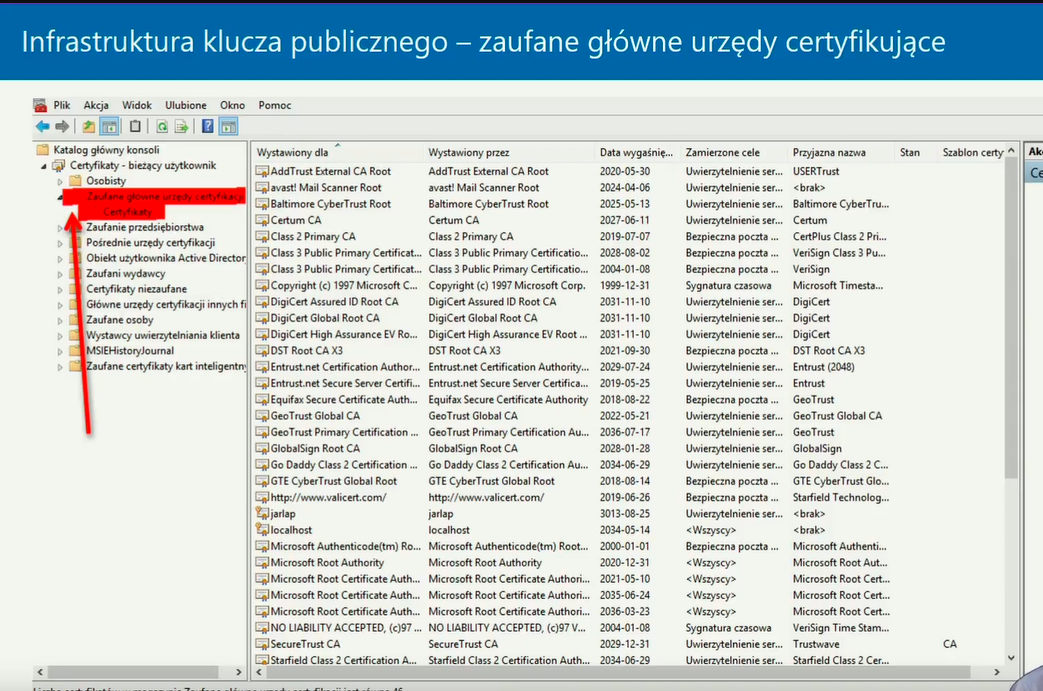 Infrastruktura klucza publicznego – zaufane główne urzędy certyfikujące
Plik Akcja Widok Ulubione Okno Pomoc
Katalog główny konsoli
Certyfikaty - bieżący użytkownik
Osobisty
Zaufane główne urzędy certyfikacji
Certyfikaty
Zaufanie przedsiębiorstwa
Pośrednie urzędy certyfikacji
Obiekt użytkownika Active Director
Zaufani wydawcy
Certyfikaty niezaufane
Główne urzędy certyfikacji innych fi
Zaufane osoby
Wystawcy uwierzytelniania klienta
MSIEHistoryJournal
Zaufane certyfikaty kart inteligentny
Wystawiony dla Wystawiony przez Data wygaśnię... Zamierzone cele Przyjazna nazwa Stan Szablon certy
AddTrust External CA Root AddTrust External CA Root 2020-05-30 Uwierzytelnienie ser... USERTrust
avast! Mail Scanner Root avast! Mail Scanner Root 2024-04-06 Uwierzytelnienie ser... <brak>
Baltimore CyberTrust Root Baltimore CyberTrust Root 2025-05-13 Uwierzytelnienie ser... Baltimore CyberTru...
Certum CA Certum CA 2027-06-11 Uwierzytelnienie ser... Certum
Class 2 Primary CA Class 2 Primary CA 2019-07-07 Bezpieczna poczta ... CertPlus Class 2 Pri...
Class 3 Public Primary Certificat... Class 3 Public Primary Certificatio... 2028-08-02 Uwierzytelnienie ser... VeriSign Class 3 Pu...
Class 3 Public Primary Certificat... Class 3 Public Primary Certificatio... 2004-01-08 Uwierzytelnienie ser... VeriSign
Copyright (c) 1997 Microsoft C... Copyright (c) 1997 Microsoft Corp. 1999-12-31 Sygnatura czasowa Microsoft Timesta...
DigiCert Assured ID Root CA DigiCert Assured ID Root CA 2031-11-10 Uwierzytelnienie ser... DigiCert
DigiCert Global Root CA DigiCert Global Root CA 2031-11-10 Uwierzytelnienie ser... DigiCert
DigiCert High Assurance EV Ro... DigiCert High Assurance EV Root ... 2031-11-10 Uwierzytelnienie ser... DigiCert
DST Root CA X3 DST Root CA X3 2021-09-30 Bezpieczna poczta ... DST Root CA X3
Entrust.net Certification Author... Entrust.net Certification Authority... 2029-07-24 Uwierzytelnienie ser... Entrust (2048)
Entrust.net Secure Server Certifi... Entrust.net Secure Server Certifica... 2019-05-25 Uwierzytelnienie ser... Entrust
Equifax Secure Certificate Auth... Equifax Secure Certificate Authority 2018-08-22 Bezpieczna poczta ... GeoTrust
GeoTrust Global CA GeoTrust Global CA 2022-05-21 Uwierzytelnienie ser... GeoTrust Global CA
GeoTrust Primary Certification ... GeoTrust Primary Certification Au... 2036-07-17 Uwierzytelnienie ser... GeoTrust
GlobalSign Root CA GlobalSign Root CA 2028-01-28 Uwierzytelnienie ser... GlobalSign
Go Daddy Class 2 Certification ... Go Daddy Class 2 Certification Au... 2034-06-29 Uwierzytelnienie ser... Go Daddy Class 2 C...
GTE CyberTrust Global Root GTE CyberTrust Global Root 2018-08-14 Bezpieczna poczta ... GTE CyberTrust Glo...
http://www.valicert.com/ http://www.valicert.com/ 2019-06-26 Bezpieczna poczta ... Starfield Technolog...
jarlap jarlap 3013-08-25 Uwierzytelnienie ser... <brak>
localhost localhost 2034-05-14 <Wszyscy> <brak>
Microsoft Authenticode(tm) Ro... Microsoft Authenticode(tm) Root... 2000-01-01 Bezpieczna poczta ... Microsoft Authenti...
Microsoft Root Authority Microsoft Root Authority 2020-12-31 <Wszyscy> Microsoft Root Aut...
Microsoft Root Certificate Auth... Microsoft Root Certificate Authori... 2021-05-10 <Wszyscy> Microsoft Root Cert...
Microsoft Root Certificate Auth... Microsoft Root Certificate Authori... 2035-06-24 <Wszyscy> Microsoft Root Cert...
Microsoft Root Certificate Auth... Microsoft Root Certificate Authori... 2036-03-23 <Wszyscy> Microsoft Root Cert...
NO LIABILITY ACCEPTED, (c)97 ... NO LIABILITY ACCEPTED, (c)97 V... 2004-01-08 Sygnatura czasowa VeriSign Time Stam...
SecureTrust CA SecureTrust CA 2029-12-31 Uwierzytelnienie ser... Trustwave CA
Starfield Class 2 Certification A... Starfield Class 2 Certification Au... 2034-06-29 Uwierzytelnienie ser... Starfield Class 2 Cer...